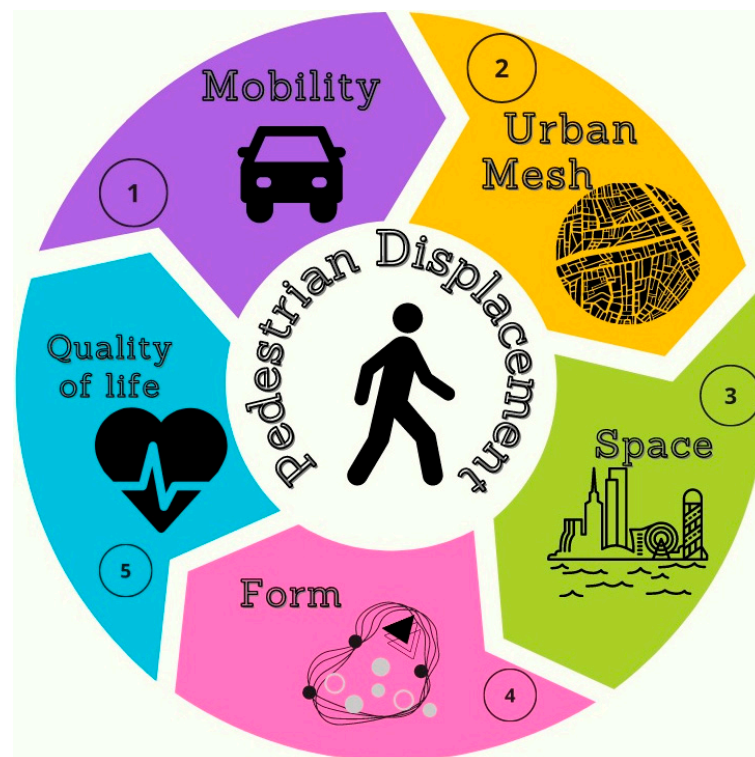 Mobility
1
2
Urban
Mesh
3
Space
4
Form
5
Quality
of life
Pedestrian Displacement